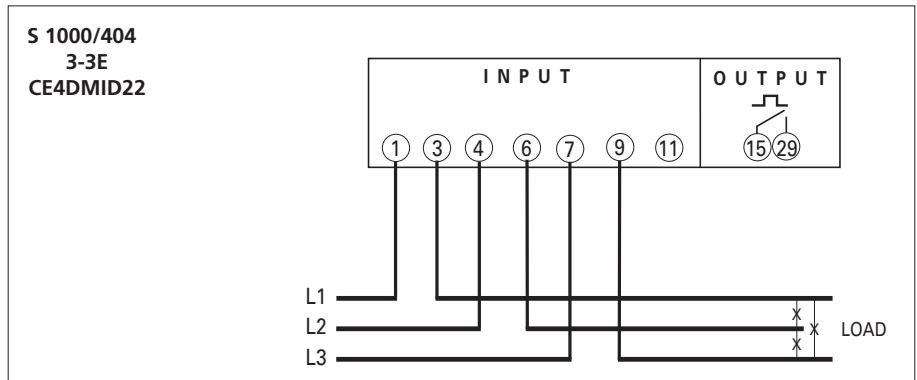 S 1000/404
3-3E
CE4DMID22
INPUT
OUTPUT
1 3 4 6 7 9 11
15 29
L1
L2
L3
X
X
X
LOAD